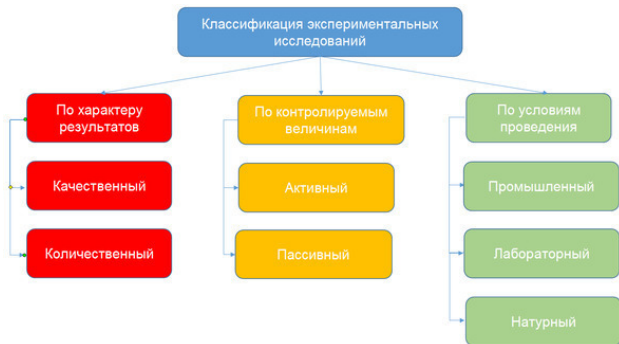 Классификация экспериментальных
исследований
По характеру
результатов
Качественный
Количественный
По контролируемым
величинам
Активный
Пассивный
По условиям
проведения
Промышленный
Лабораторный
Натурный